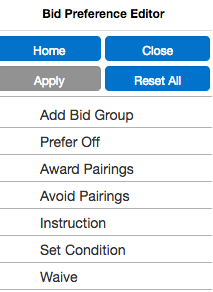 Bid Preference Editor
Home Close
Apply Reset All
Add Bid Group
Prefer Off
Award Pairings
Avoid Pairings
Instruction
Set Condition
Waive